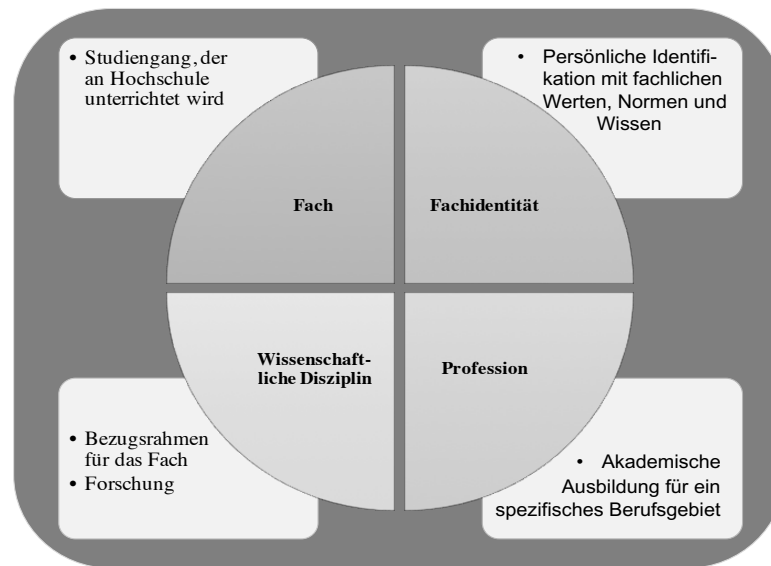 • Studiengang, der
an Hochschule
unterrichtet wird
• Persönliche Identifi-
kation mit fachlichen
Werten, Normen und
Wissen
Fach
Fachidentität
Wissenschaft-
liche Disziplin
Profession
• Bezugsrahmen
für das Fach
• Forschung
• Akademische
Ausbildung für ein
spezifisches Berufsgebiet